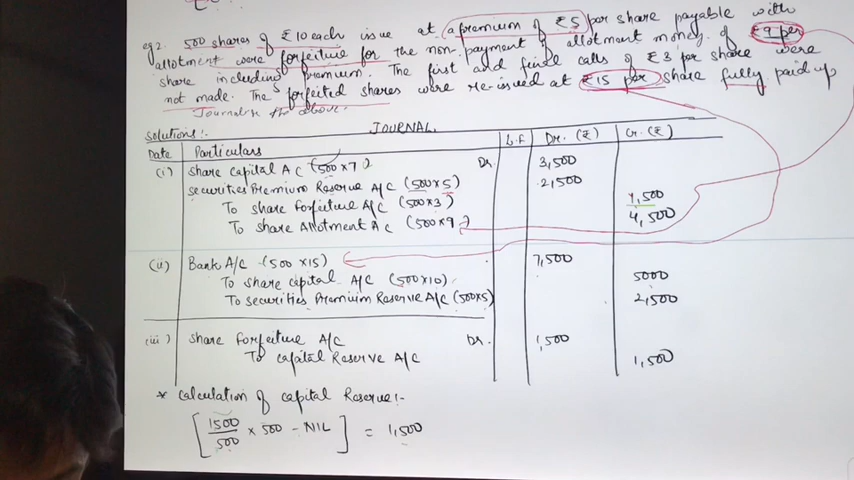 eg 2. 500 shares of ₹10 each issue at a premium of ₹5 per share payable with
allotment were forfeiture for the non-payment of allotment money of ₹9 per
share including premium. The first and final calls of ₹3 per share were
not made. The forfeited shares were re-issued at ₹15 per share fully paid up
Journalise the above.
Solutions:-
JOURNAL
Date Particulars L.F Dr. (₹) Cr. (₹)
(i) Share Capital A/C (500×7) Dr. 3,500
Securities Premium Reserve A/C (500×5) 2,500
To Share Forfeiture A/C (500×3) 1,500
To Share Allotment A/C (500×9) 4,500
(ii) Bank A/C (500×15) 7,500
To Share capital A/C (500×10) 5000
To Securities Premium Reserve A/C (500×5) 2,500
(iii) Share Forfeiture A/C Dr. 1,500
To Capital Reserve A/C 1,500
* Calculation of capital Reserve:-
[1500/500 × 500 - NIL] = 1,500